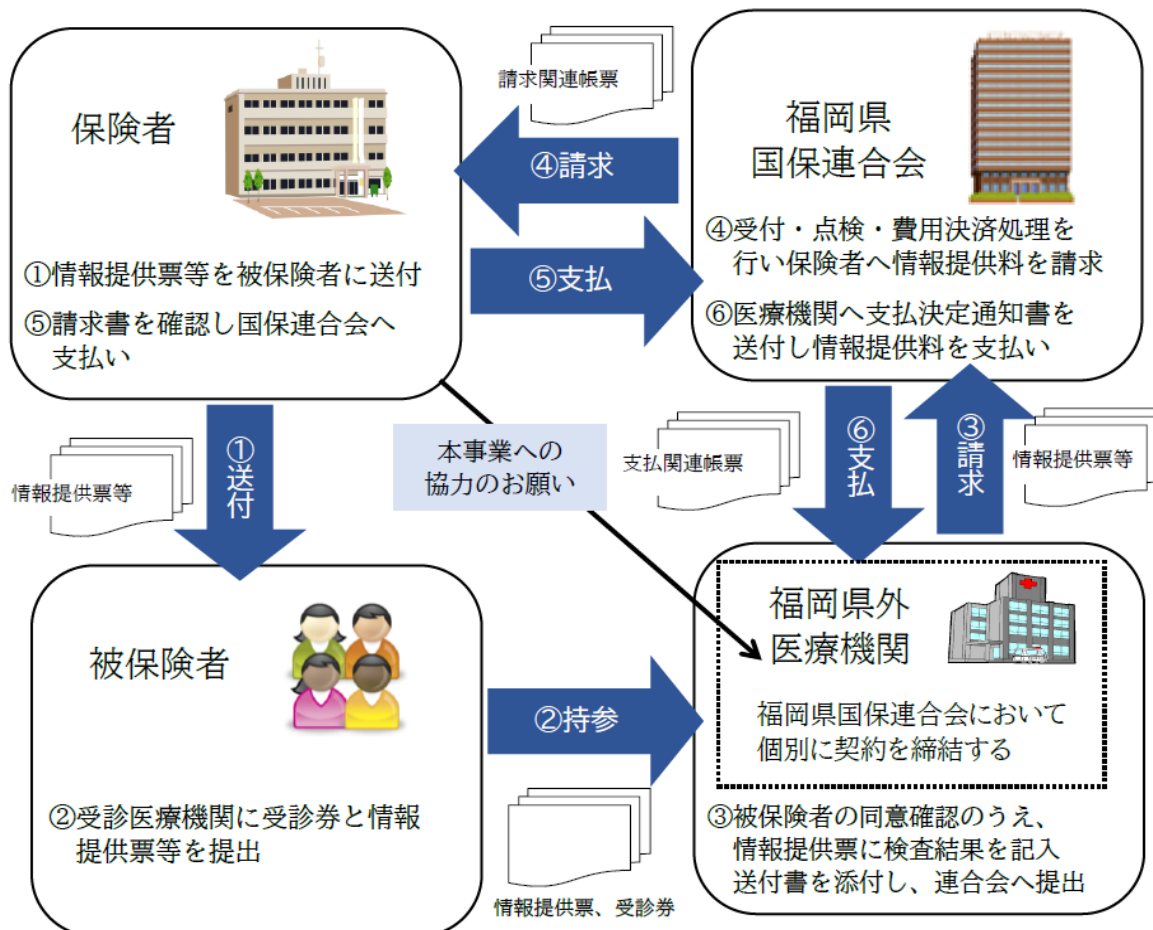 保険者
①情報提供票等を被保険者に送付
⑤請求書を確認し国保連合会へ
支払い
請求関連帳票
④請求
⑤支払
福岡県
国保連合会
④受付・点検・費用決済処理を
行い保険者へ情報提供料を請求
⑥医療機関へ支払決定通知書を
送付し情報提供料を支払い
情報提供票等
①送付
本事業への
協力のお願い
支払関連帳票
⑥支払
③請求
情報提供票等
被保険者
②受診医療機関に受診券と情報
提供票等を提出
②持参
情報提供票、受診券
福岡県外
医療機関
福岡県国保連合会において
個別に契約を締結する
③被保険者の同意確認のうえ、
情報提供票に検査結果を記入
送付書を添付し、連合会へ提出